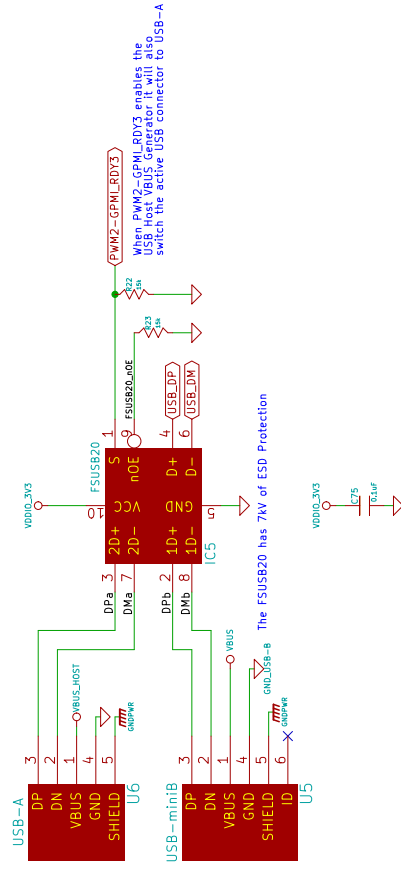 When PWM2-GPMI_RDY3 enables the
USB Host VBUS Generator it will also
switch the active USB connector to USB-A
PWM2-GPMI_RDY3
R22
15k
R23
15k
FSUSB20_nOE
USB_DP
USB_DM
FSUSB20
1
9
4
6
S
nOE
D+
D-
VCC
10
GND
5
2D+
2D-
1D+
1D-
3
7
2
8
IC5
VDDIO_3V3
DPa
DMa
DPb
DMb
The FSUSB20 has 7kV of ESD Protection
VDDIO_3V3
C75
0.1uF
USB-A
DP
DN
VBUS
GND
SHIELD
3
2
1
4
5
U6
VBUS_HOST
GNDPWR
USB-miniB
DP
DN
VBUS
GND
SHIELD
ID
3
2
1
4
5
6
U5
VBUS
GND_USB-B
GNDPWR